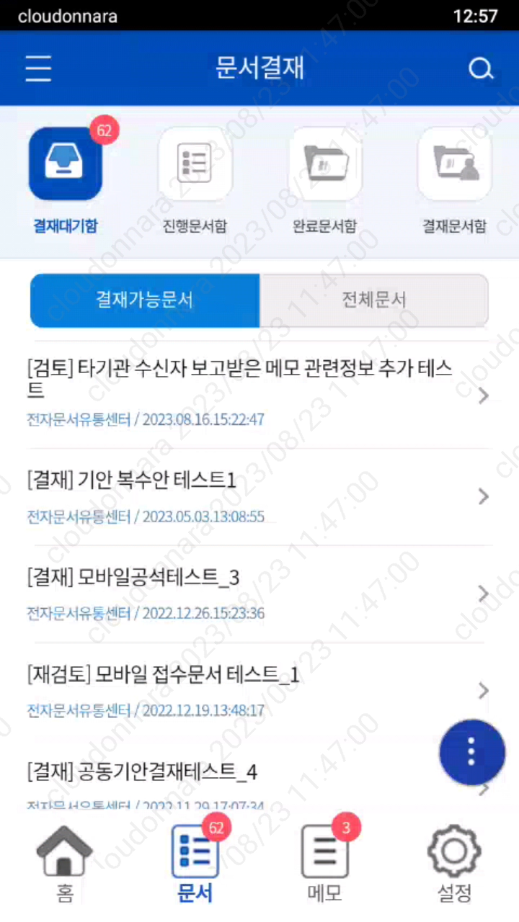 cloudonnara 12:57
문서결재
62
결재대기함 진행문서함 완료문서함 결재문서함
결재가능문서 전체문서
[검토] 타기관 수신자 보고받은 메모 관련정보 추가 테스
트
전자문서유통센터 / 2023.08.16.15:22:47
[결재] 기안 복수안 테스트1
전자문서유통센터 / 2023.05.03.13:08:55
[결재] 모바일공석테스트_3
전자문서유통센터 / 2022.12.26.15:23:36
[재검토] 모바일 접수문서 테스트_1
전자문서유통센터 / 2022.12.19.13:48:17
[결재] 공동기안결재테스트_4
전자문서유통센터 / 2022.11.29.17:07:34
62 3
홈 문서 메모 설정
cloudonnara 2023/08/23 11:47:00